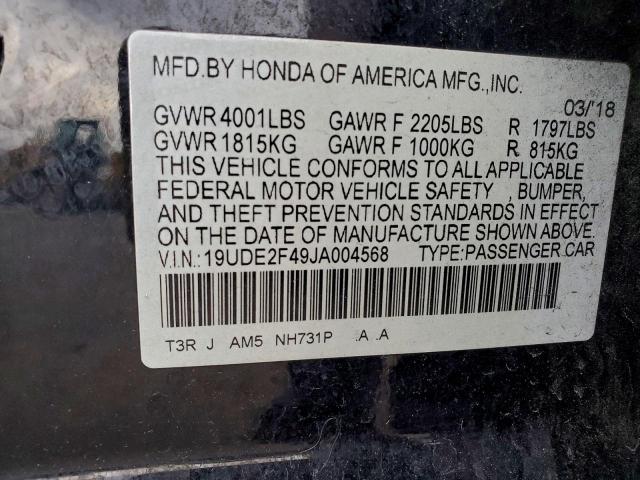 MFD.BY HONDA OF AMERICA MFG.,INC.
03/'18
GVWR 4001LBS GAWR F 2205LBS R 1797LBS
GVWR 1815KG GAWR F 1000KG R 815KG
THIS VEHICLE CONFORMS TO ALL APPLICABLE
FEDERAL MOTOR VEHICLE SAFETY , BUMPER,
AND THEFT PREVENTION STANDARDS IN EFFECT
ON THE DATE OF MANUFACTURE SHOWN ABOVE.
V.I.N.: 19UDE2F49JA004568 TYPE:PASSENGER CAR
T3R J AM5 NH731P .A .A